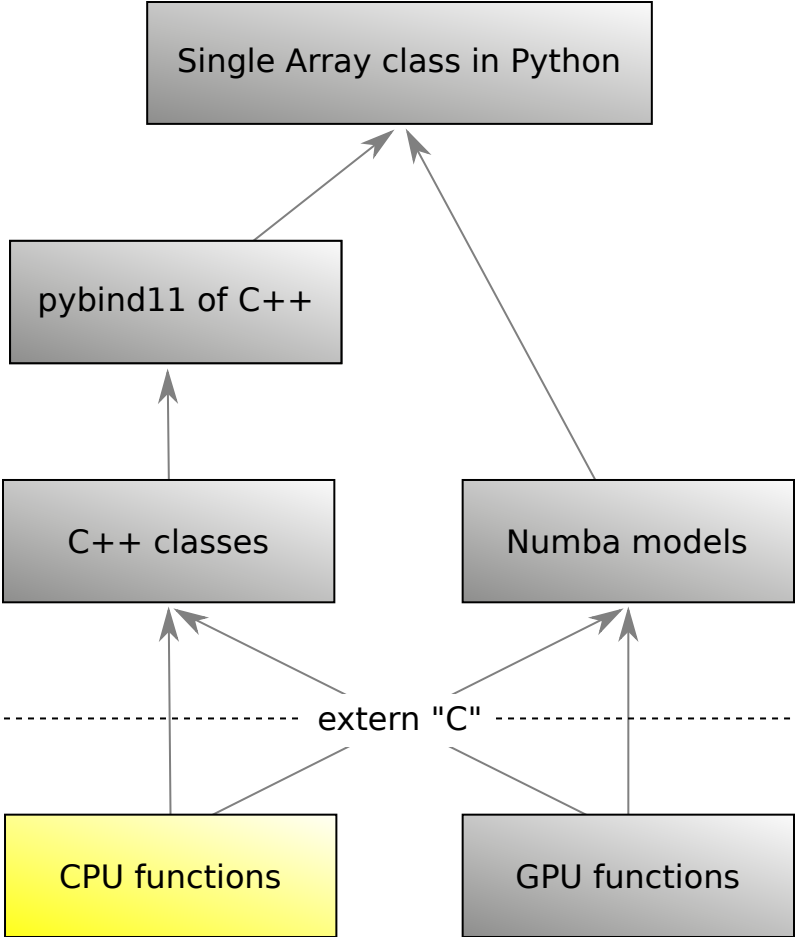 Single Array class in Python
pybind11 of C++
C++ classes
Numba models
extern "C"
CPU functions
GPU functions